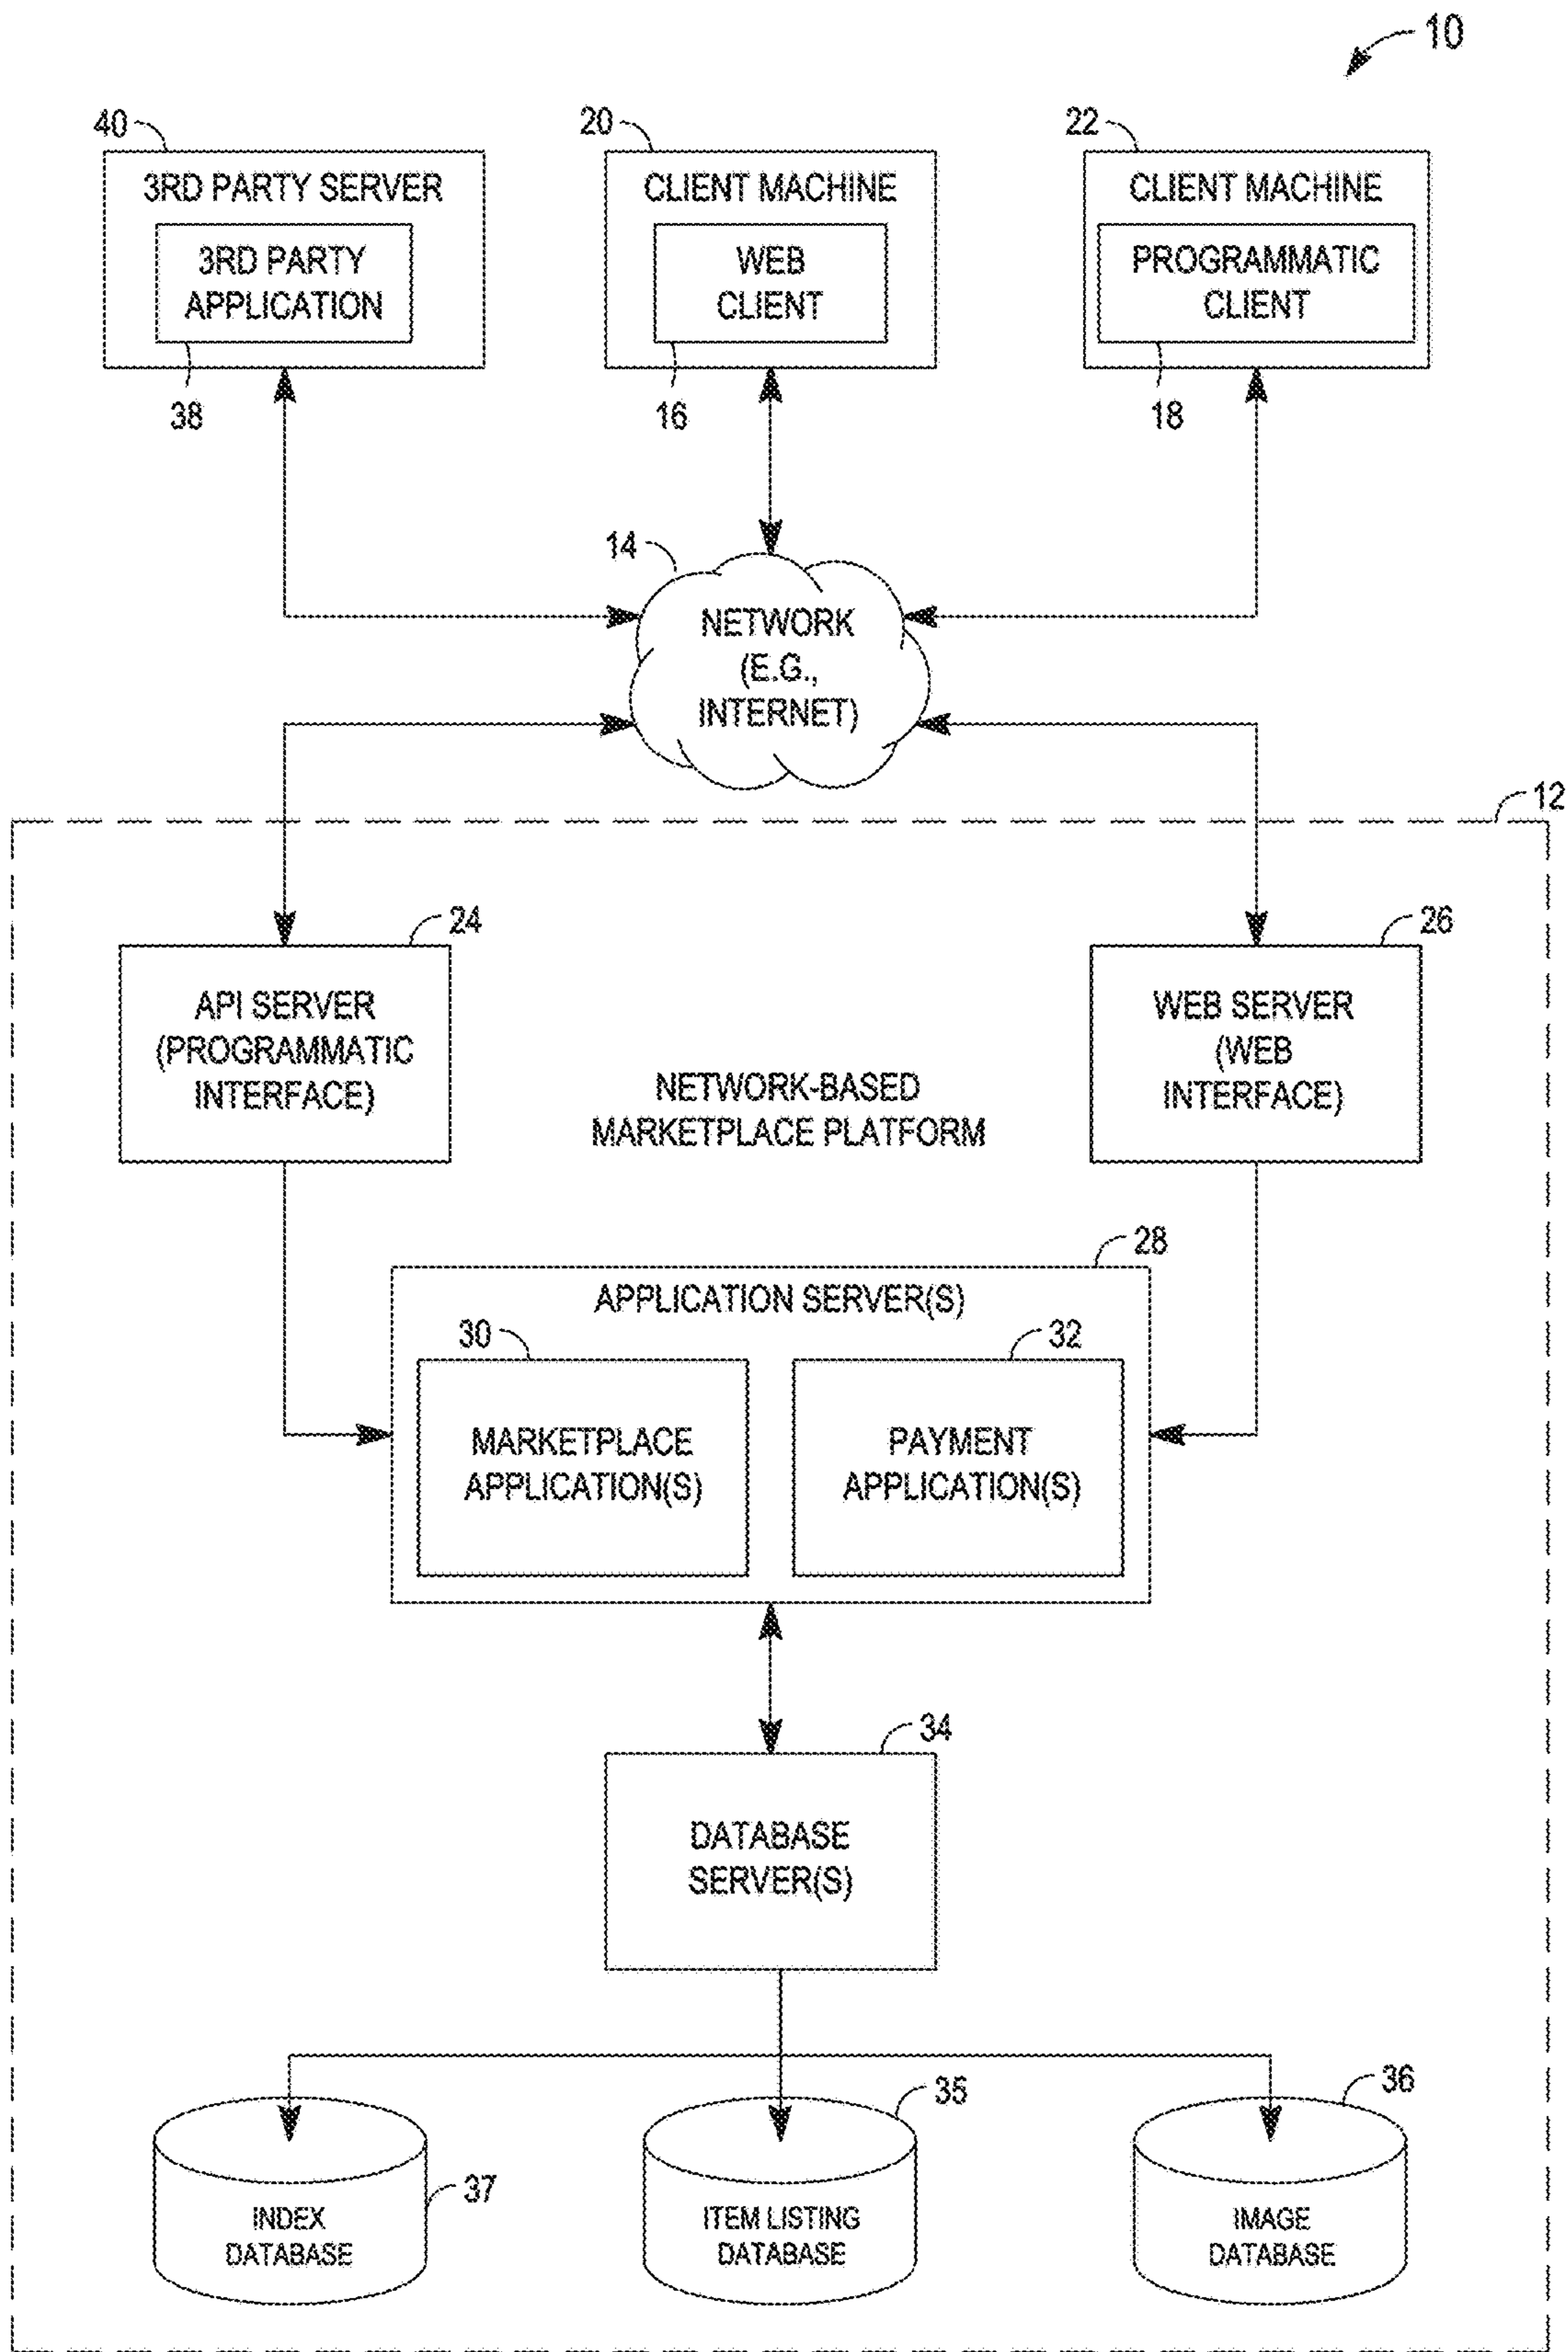 10
40
20
22
3RD PARTY SERVER
CLIENT MACHINE
CLIENT MACHINE
3RD PARTY
APPLICATION
WEB
CLIENT
PROGRAMMATIC
CLIENT
38
16
18
14
NETWORK
(E.G.,
INTERNET)
12
24
26
API SERVER
(PROGRAMMATIC
INTERFACE)
WEB SERVER
(WEB
INTERFACE)
NETWORK-BASED
MARKETPLACE PLATFORM
28
APPLICATION SERVER(S)
30
32
MARKETPLACE
APPLICATION(S)
PAYMENT
APPLICATION(S)
34
DATABASE
SERVER(S)
35
36
37
INDEX
DATABASE
ITEM LISTING
DATABASE
IMAGE
DATABASE